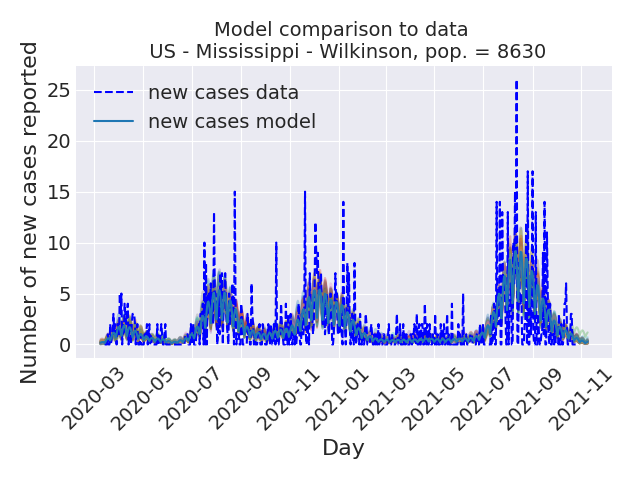 Model comparison to data
US - Mississippi - Wilkinson, pop. = 8630
Number of new cases reported
25
20
15
10
5
0
new cases data
new cases model
2020-03
2020-05
2020-07
2020-09
2020-11
2021-01
2021-03
2021-05
2021-07
2021-09
2021-11
Day